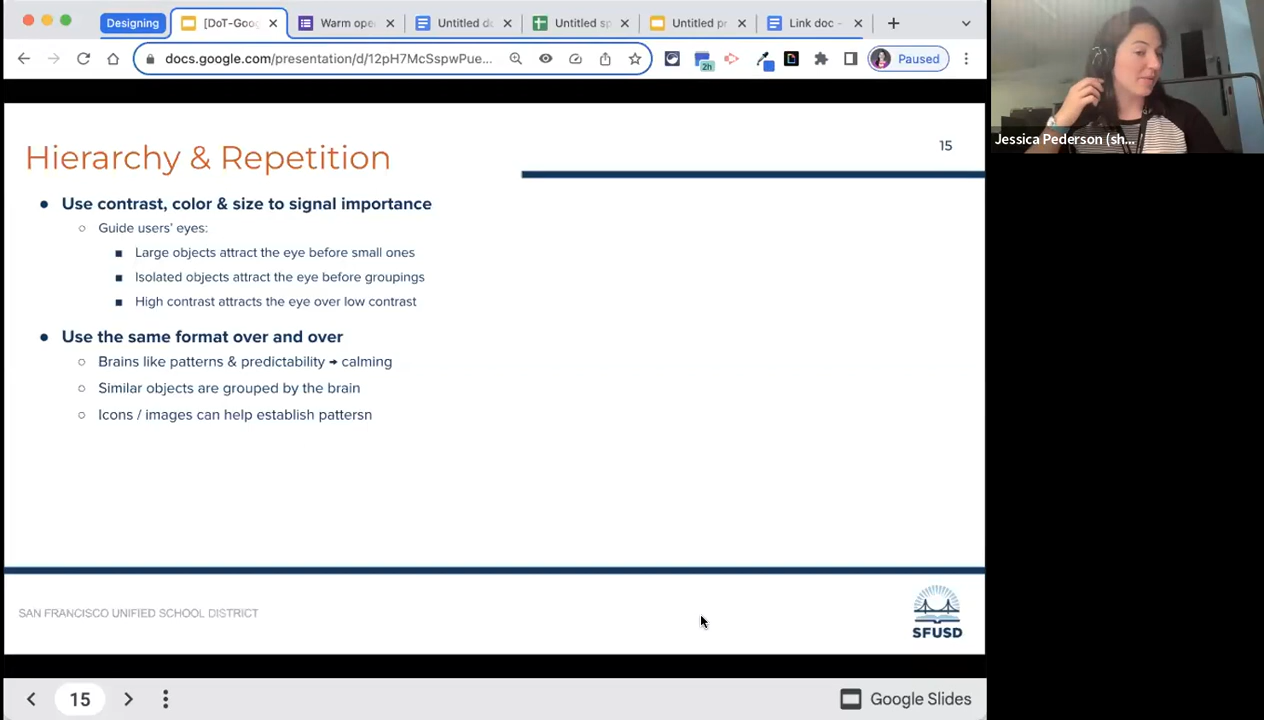 Designing
[DoT-Goog
Warm ope
Untitled d
Untitled sp
Untitled pr
Link doc -
docs.google.com/presentation/d/12pH7McSspwPue...
2h
Paused
Jessica Pederson (sh...
Hierarchy & Repetition
15
● Use contrast, color & size to signal importance
○ Guide users' eyes:
■ Large objects attract the eye before small ones
■ Isolated objects attract the eye before groupings
■ High contrast attracts the eye over low contrast
● Use the same format over and over
○ Brains like patterns & predictability → calming
○ Similar objects are grouped by the brain
○ Icons / images can help establish pattersn
SAN FRANCISCO UNIFIED SCHOOL DISTRICT
SFUSD
15
Google Slides